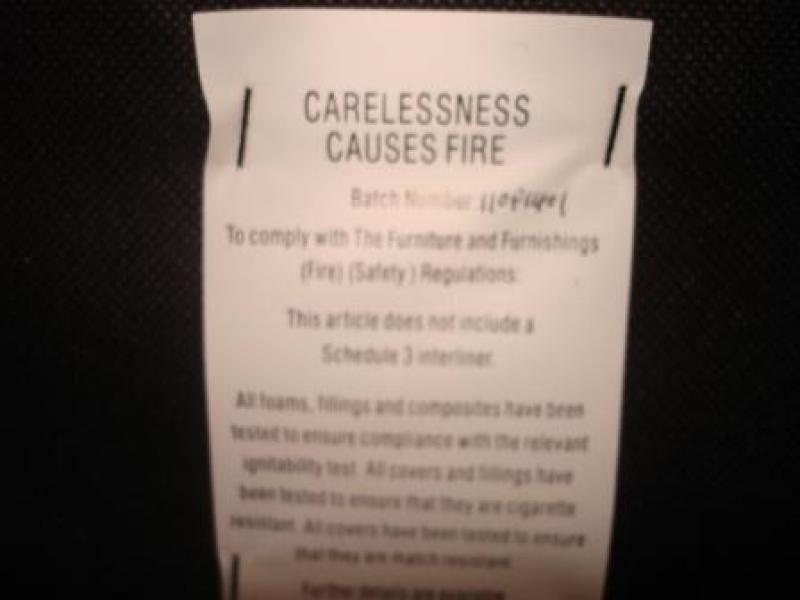 CARELESSNESS
CAUSES FIRE
Batch Number
To comply with The Furniture and Furnishings
(Fire) (Safety) Regulations:
This article does not include a
Schedule 3 interliner.
All foams, fillings and composites have been
tested to ensure compliance with the relevant
ignitability test. All covers and fillings have
been tested to ensure that they are cigarette
resistant. All covers have been tested to ensure
that they are match resistant.
Further details are available